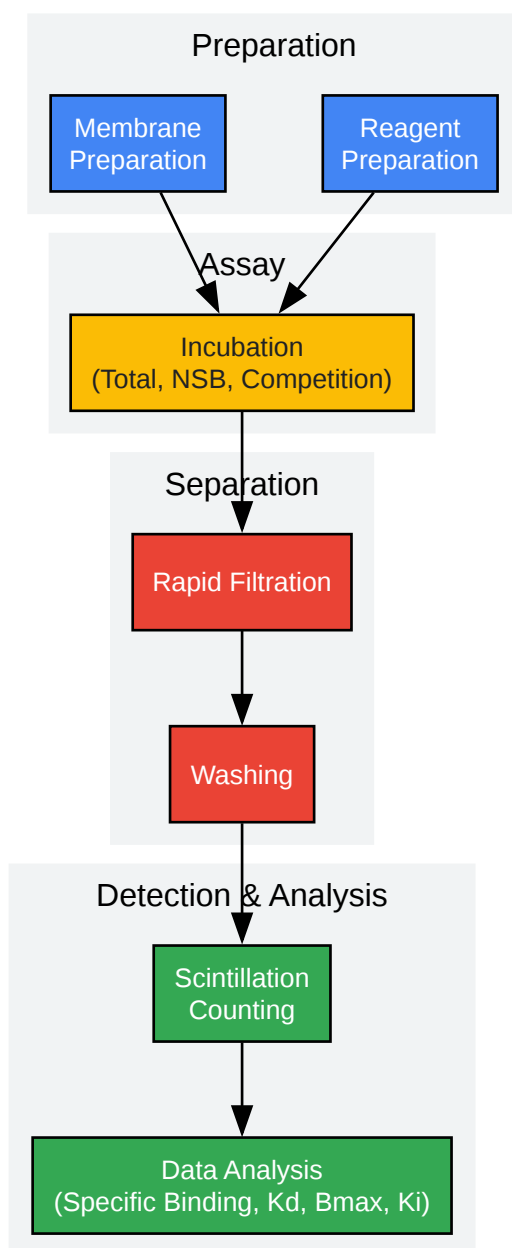 Preparation
Membrane
Preparation
Reagent
Preparation
Assay
Incubation
(Total, NSB, Competition)
Separation
Rapid Filtration
Washing
Detection & Analysis
Scintillation
Counting
Data Analysis
(Specific Binding, Kd, Bmax, Ki)